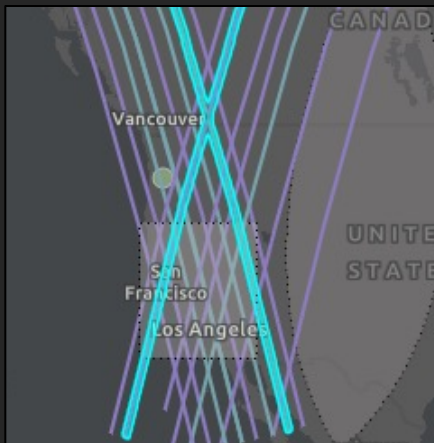 CANAD
Vancouver
UNITE
STATE
San
Francisco
Los Angeles